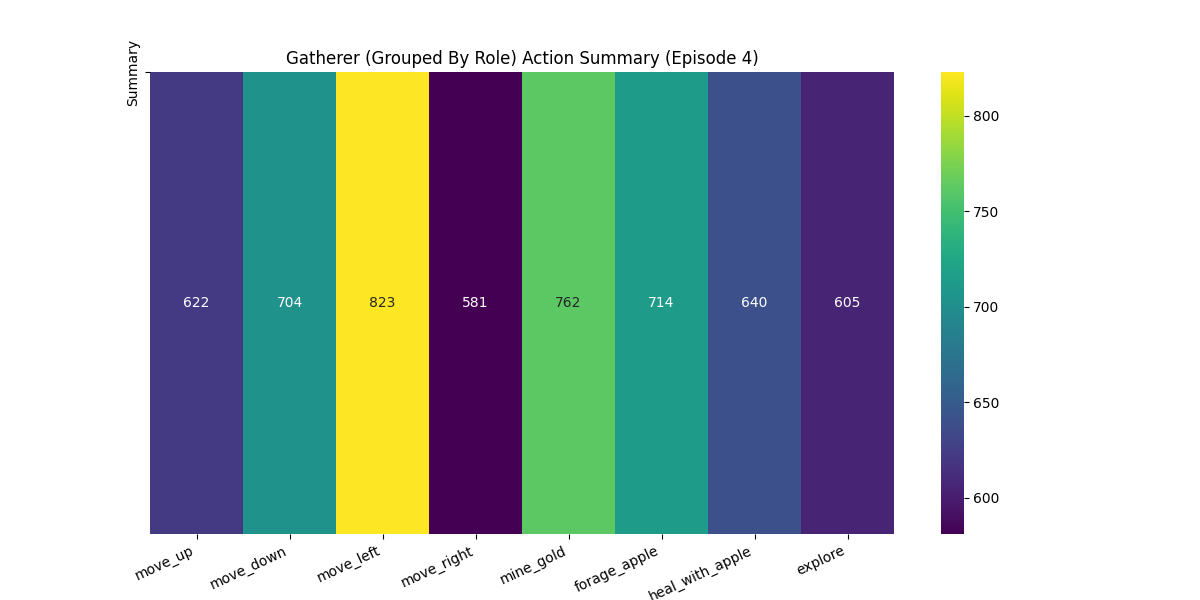 Gatherer (Grouped By Role) Action Summary (Episode 4)
Summary
622 704 823 581 762 714 640 605
move_up move_down move_left move_right mine_gold forage_apple heal_with_apple explore
800
750
700
650
600